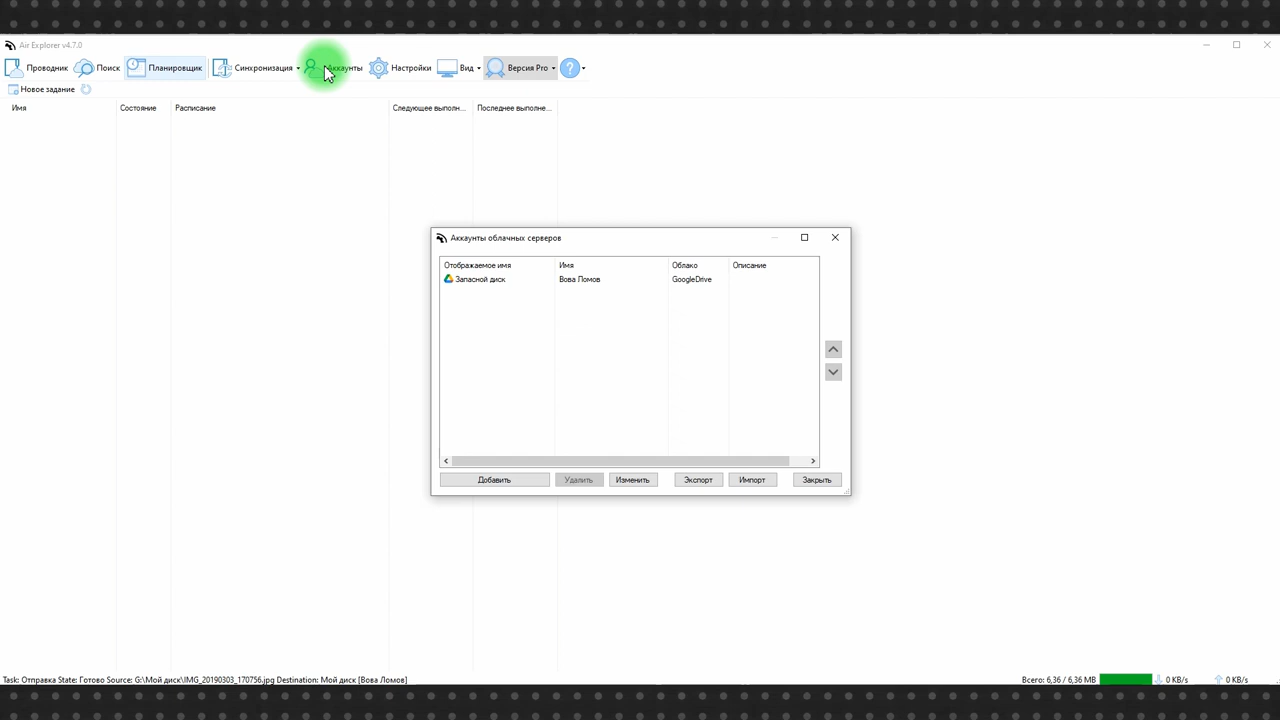 Air Explorer v4.7.0
Проводник Поиск Планировщик Синхронизация Аккаунты Настройки Вид Версия Pro ?
Новое задание
Имя Состояние Расписание Следующее выполн... Последнее выполне...
Аккаунты облачных серверов
Отображаемое имя Имя Облако Описание
Запасной диск Вова Ломов GoogleDrive
Добавить Удалить Изменить Экспорт Импорт Закрыть
Task: Отправка State: Готово Source: G:\Мой диск\IMG_20190303_170756.jpg Destination: Мой диск [Вова Ломов] Всего: 6,36 / 6,36 MB 0 KB/s 0 KB/s